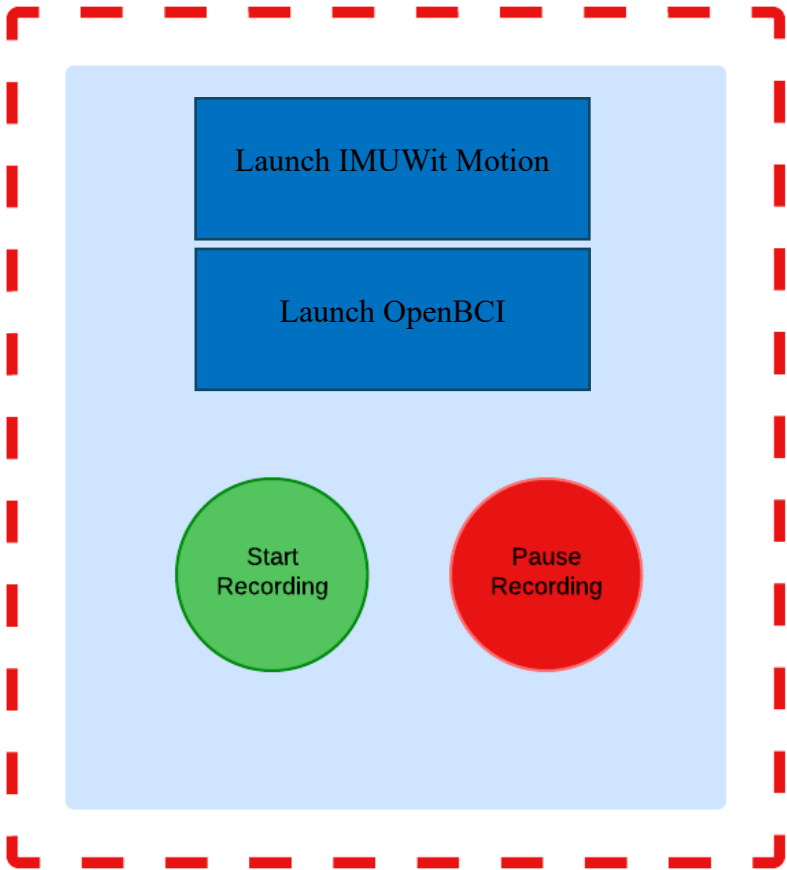 Launch IMUWit Motion
Launch OpenBCI
Start
Recording
Pause
Recording